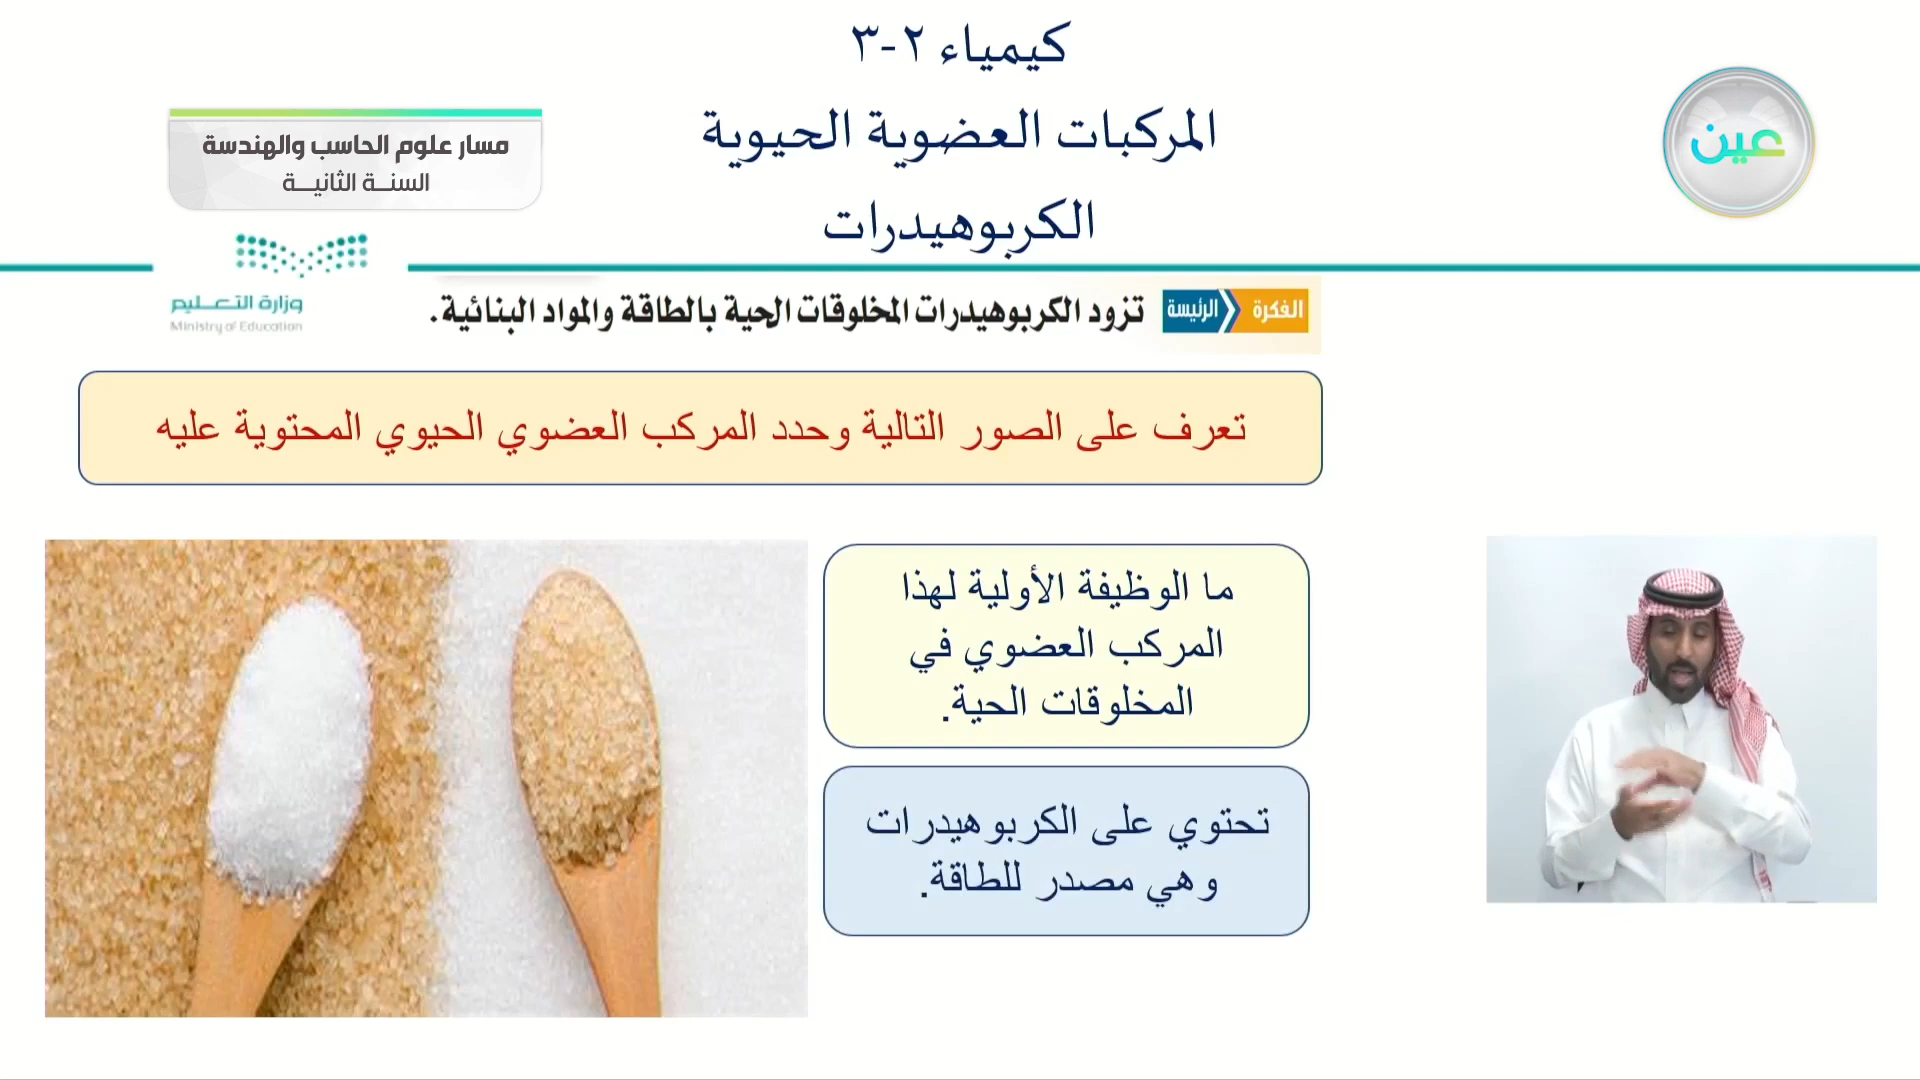 كيمياء ٢-٣
المركبات العضوية الحيوية
الكربوهيدرات
عين
مسار علوم الحاسب والهندسة
السنة الثانية
وزارة التعليم
Ministry of Education
الفكرة الرئيسة
تزود الكربوهيدرات المخلوقات الحية بالطاقة والمواد البنائية.
تعرف على الصور التالية وحدد المركب العضوي الحيوي المحتوية عليه
ما الوظيفة الأولية لهذا
المركب العضوي في
المخلوقات الحية.
تحتوي على الكربوهيدرات
وهي مصدر للطاقة.